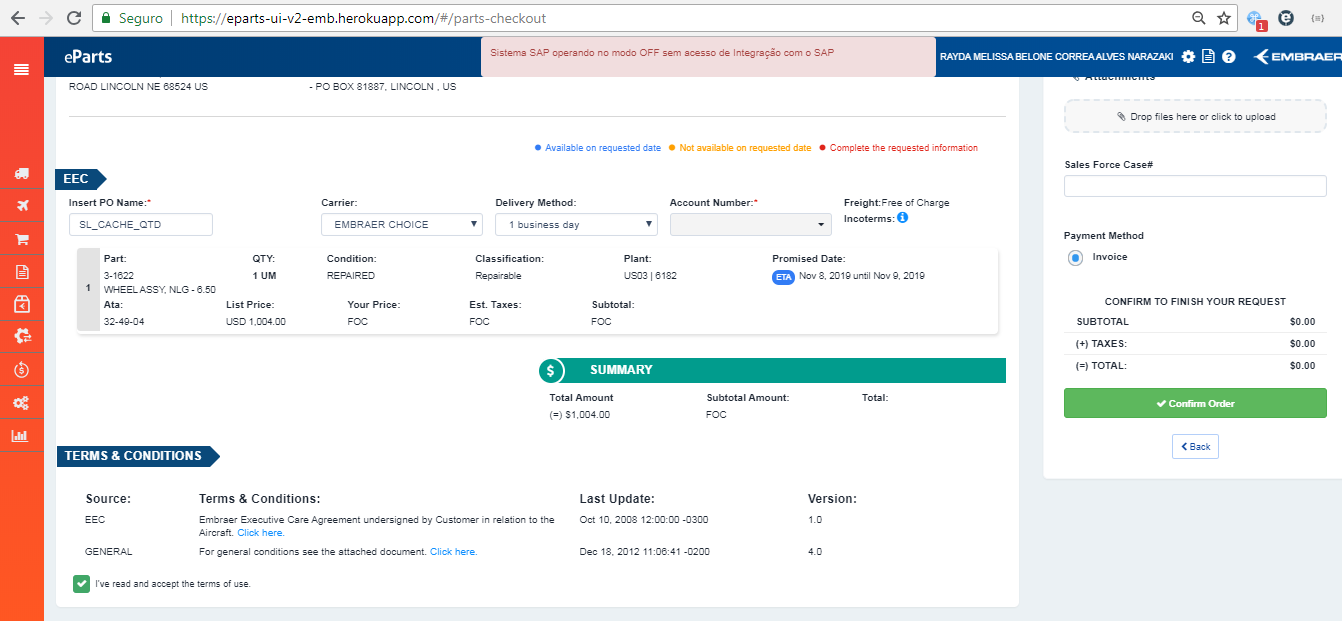 Seguro https://eparts-ui-v2-emb.herokuapp.com/#/parts-checkout
1
eParts
Sistema SAP operando no modo OFF sem acesso de Integração com o SAP
RAYDA MELISSA BELONE CORREA ALVES NARAZAKI
EMBRAER
ROAD LINCOLN NE 68524 US
- PO BOX 81887, LINCOLN , US
Available on requested date Not available on requested date Complete the requested information
EEC
Insert PO Name:* Carrier: Delivery Method: Account Number:* Freight:Free of Charge
Incoterms:
SL_CACHE_QTD EMBRAER CHOICE 1 business day
1
Part: QTY: Condition: Classification: Plant: Promised Date:
3-1622 1 UM REPAIRED Repairable US03 | 6182 ETA Nov 8, 2019 until Nov 9, 2019
WHEEL ASSY, NLG - 6.50
Ata: List Price: Your Price: Est. Taxes: Subtotal:
32-49-04 USD 1,004.00 FOC FOC FOC
$ SUMMARY
Total Amount Subtotal Amount: Total:
(=) $1,004.00 FOC
TERMS & CONDITIONS
Source: Terms & Conditions: Last Update: Version:
EEC Embraer Executive Care Agreement undersigned by Customer in relation to the Aircraft. Click here. Oct 10, 2008 12:00:00 -0300 1.0
GENERAL For general conditions see the attached document. Click here. Dec 18, 2012 11:06:41 -0200 4.0
I've read and accept the terms of use.
Attachments
Drop files here or click to upload
Sales Force Case#
Payment Method
Invoice
CONFIRM TO FINISH YOUR REQUEST
SUBTOTAL $0.00
(+) TAXES: $0.00
(=) TOTAL: $0.00
Confirm Order
Back